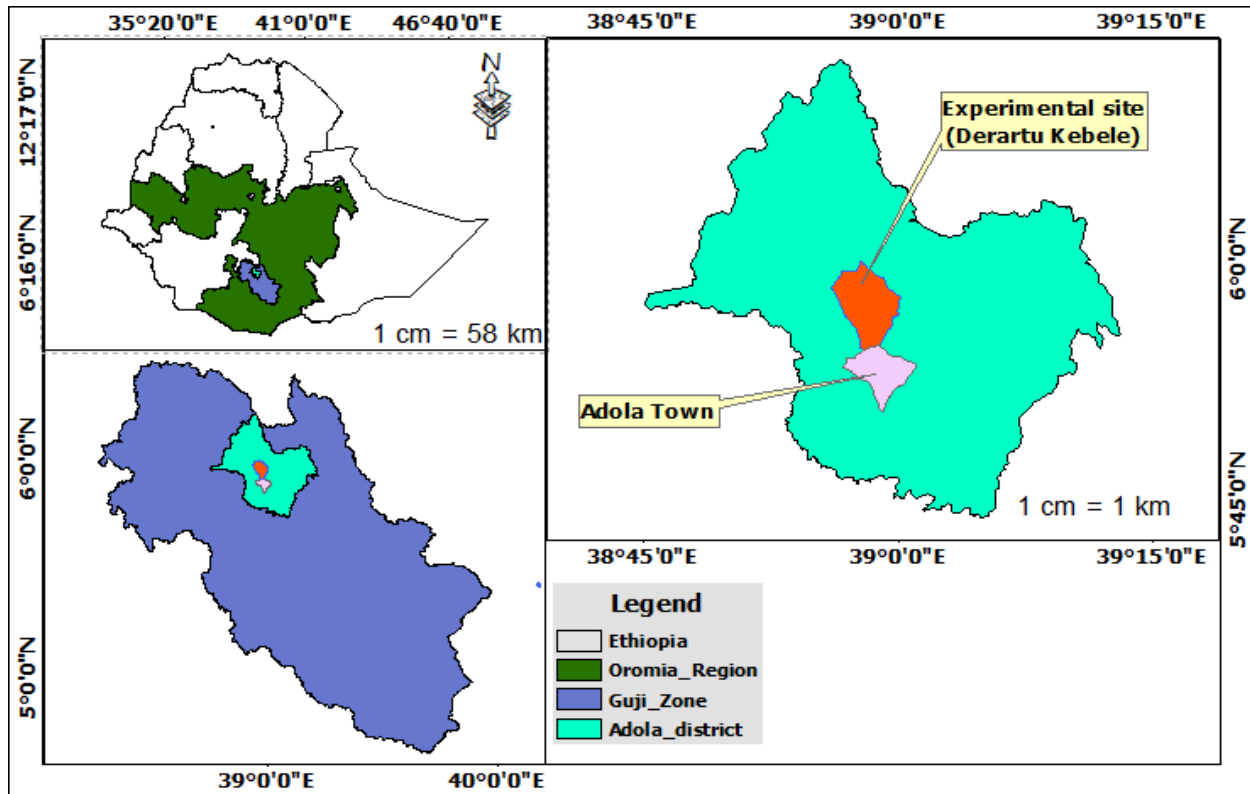 35°20'0"E 41°0'0"E 46°40'0"E
38°45'0"E 39°0'0"E 39°15'0"E
N
12°17'0"N
6°16'0"N
1 cm = 58 km
Experimental site
(Derartu Kebele)
Adola Town
6°0'0"N
5°45'0"N
1 cm = 1 km
38°45'0"E 39°0'0"E 39°15'0"E
6°0'0"N
5°0'0"N
39°0'0"E 40°0'0"E
Legend
Ethiopia
Oromia_Region
Guji_Zone
Adola_district